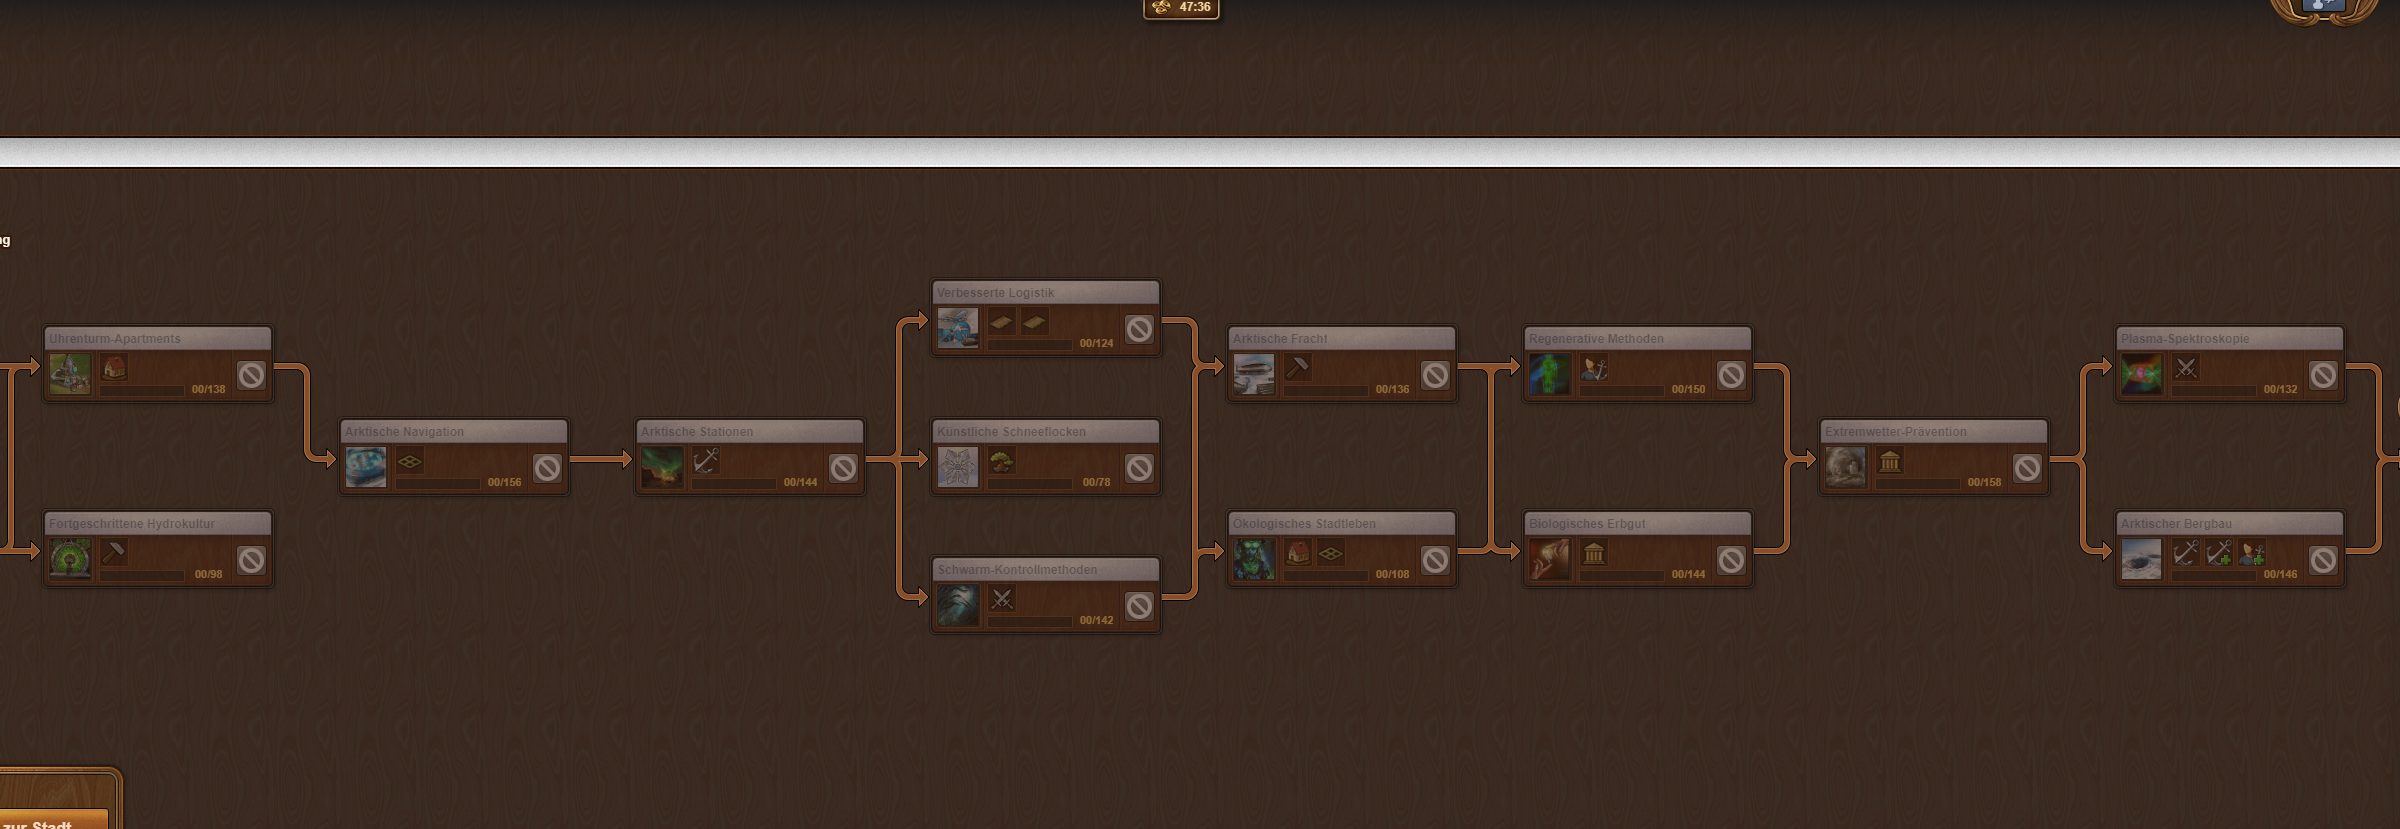 47:36
ng
Uhrenturm-Apartments
00/138
Fortgeschrittene Hydrokultur
00/98
Arktische Navigation
00/156
Arktische Stationen
00/144
Verbesserte Logistik
00/124
Künstliche Schneeflocken
00/78
Schwarm-Kontrollmethoden
00/142
Arktische Fracht
00/136
Ökologisches Stadtleben
00/108
Regenerative Methoden
00/150
Biologisches Erbgut
00/144
Extremwetter-Prävention
00/158
Plasma-Spektroskopie
00/132
Arktischer Bergbau
00/146
zur Stadt